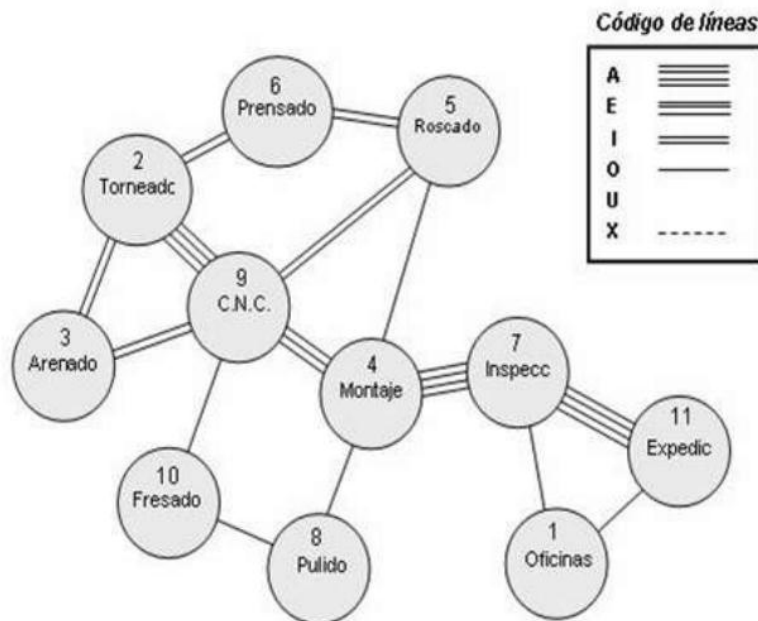 Código de líneas
A
E
I
O
U
X
6
Prensado
5
Roscado
2
Torneadc
9
C.N.C.
3
Arenado
4
Montaje
7
Inspecc
11
Expedic
10
Fresado
8
Pulido
1
Oficinas